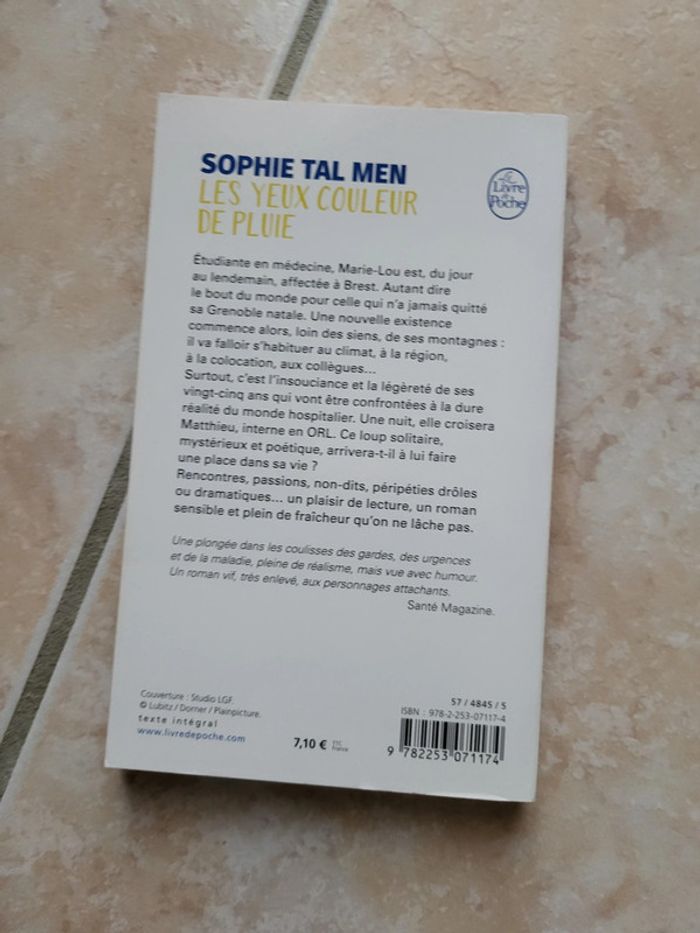 SOPHIE TAL MEN
LES YEUX COULEUR
DE PLUIE
Le
Livre
de
Poche
Étudiante en médecine, Marie-Lou est, du jour
au lendemain, affectée à Brest. Autant dire
le bout du monde pour celle qui n'a jamais quitté
sa Grenoble natale. Une nouvelle existence
commence alors, loin des siens, de ses montagnes :
il va falloir s'habituer au climat, à la région,
à la colocation, aux collègues...
Surtout, c'est l'insouciance et la légèreté de ses
vingt-cinq ans qui vont être confrontées à la dure
réalité du monde hospitalier. Une nuit, elle croisera
Matthieu, interne en ORL. Ce loup solitaire,
mystérieux et poétique, arrivera-t-il à lui faire
une place dans sa vie ?
Rencontres, passions, non-dits, péripéties drôles
ou dramatiques... un plaisir de lecture, un roman
sensible et plein de fraîcheur qu'on ne lâche pas.
Une plongée dans les coulisses des gardes, des urgences
et de la maladie, pleine de réalisme, mais vue avec humour.
Un roman vif, très enlevé, aux personnages attachants.
Santé Magazine.
Couverture : Studio LGF.
© Lubitz / Dorner / Plainpicture.
texte intégral
www.livredepoche.com
7,10 € TTC
France
57 / 4845 / 5
ISBN : 978-2-253-07117-4
9 782253 071174